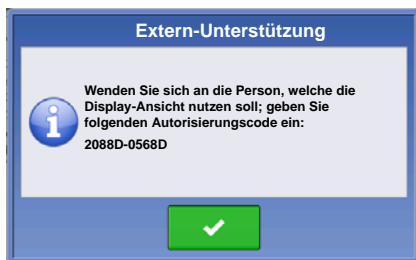 Extern-Unterstützung
Wenden Sie sich an die Person, welche die
Display-Ansicht nutzen soll; geben Sie
folgenden Autorisierungscode ein:
2088D-0568D